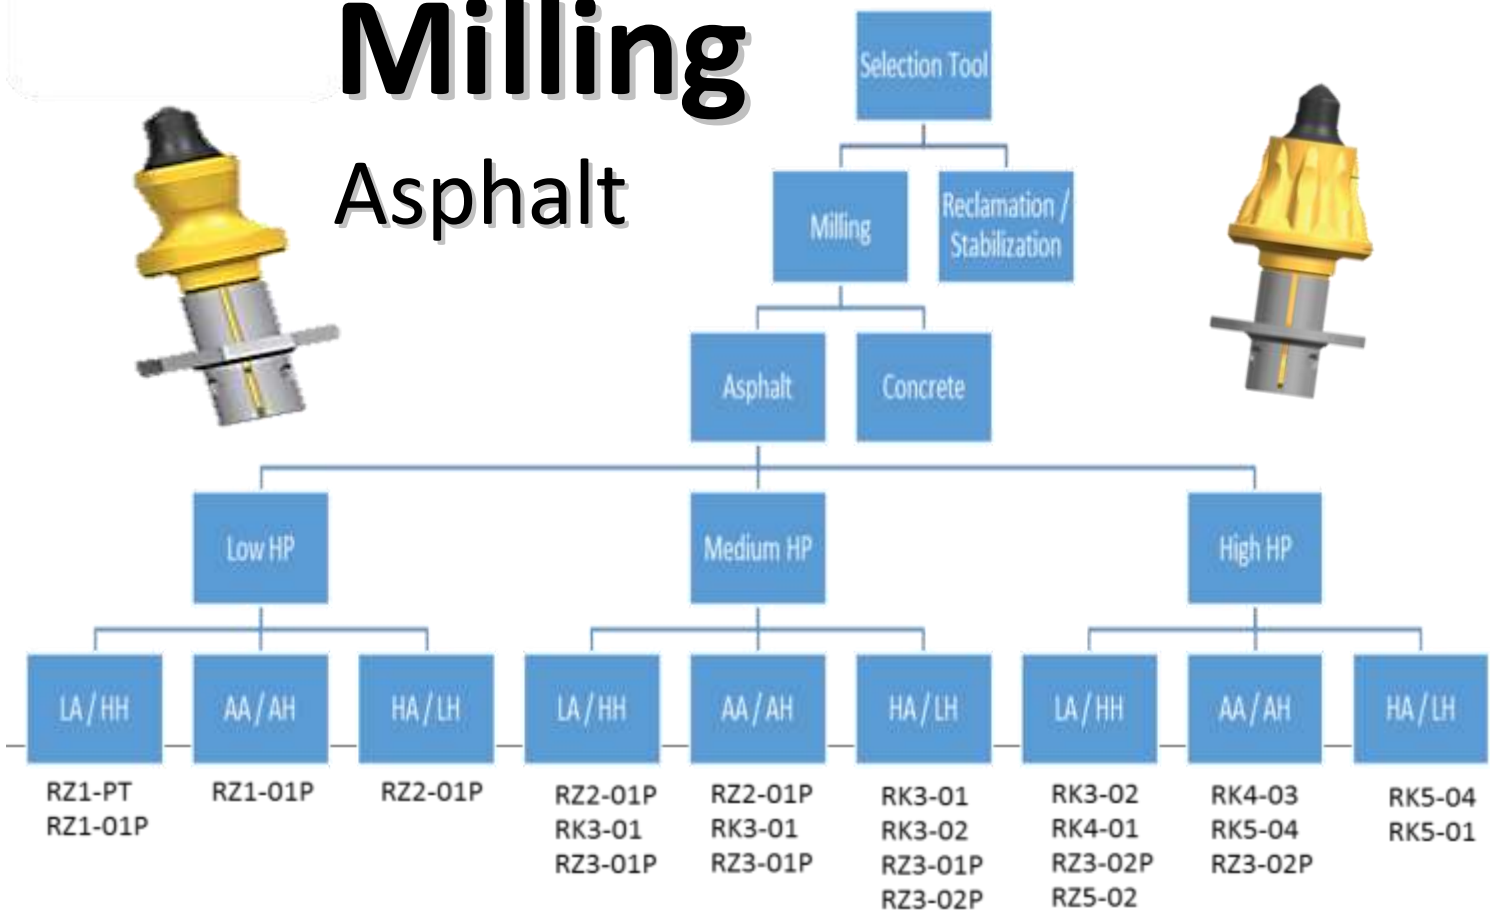 Milling
Asphalt
Selection Tool
Milling
Reclamation /
Stabilization
Asphalt
Concrete
Low HP
Medium HP
High HP
LA / HH
AA / AH
HA / LH
LA / HH
AA / AH
HA / LH
LA / HH
AA / AH
HA / LH
RZ1-PT
RZ1-01P
RZ1-01P
RZ2-01P
RZ2-01P
RK3-01
RZ3-01P
RZ2-01P
RK3-01
RZ3-01P
RK3-01
RK3-02
RZ3-01P
RZ3-02P
RK3-02
RK4-01
RZ3-02P
RZ5-02
RK4-03
RK5-04
RZ3-02P
RK5-04
RK5-01